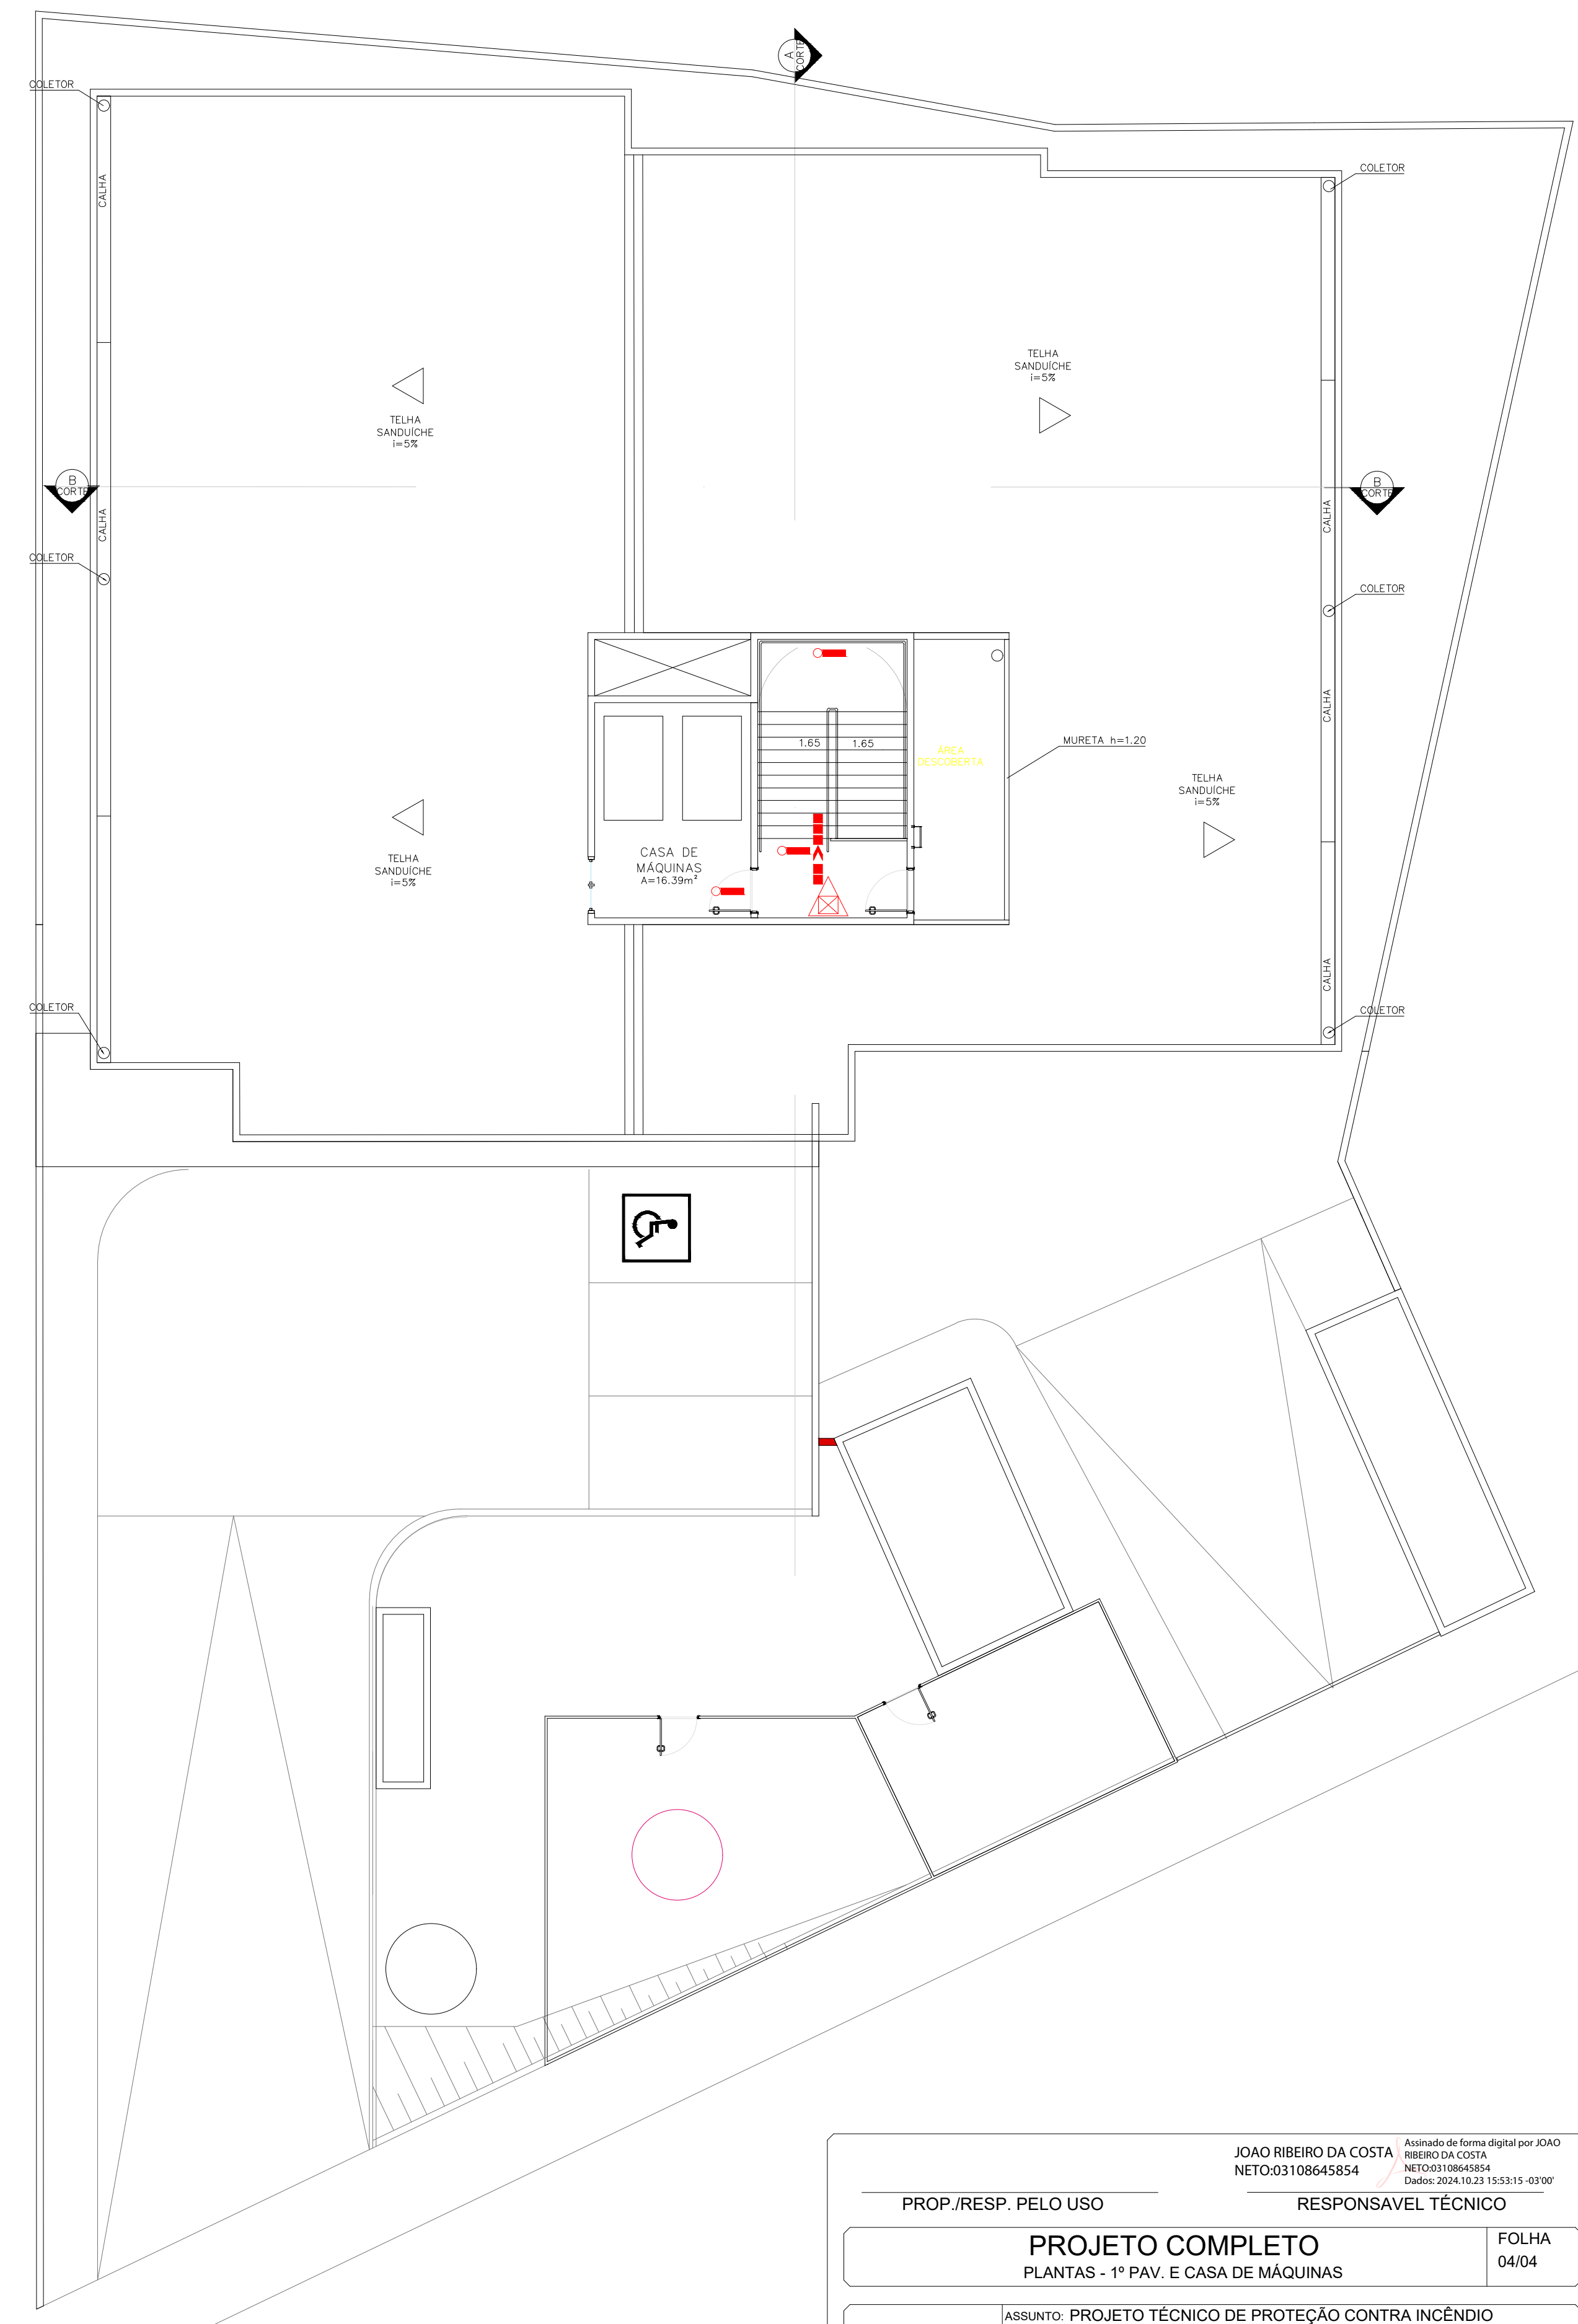 A
CORTE
COLETOR
COLETOR
CALHA
TELHA
SANDUÍCHE
i=5%
TELHA
SANDUÍCHE
i=5%
B
CORTE
B
CORTE
CALHA
CALHA
COLETOR
COLETOR
CALHA
1.65
1.65
AREA
DESCOBERTA
MURETA h=1.20
TELHA
SANDUÍCHE
i=5%
CASA DE
MÁQUINAS
A=16.39m²
TELHA
SANDUÍCHE
i=5%
CALHA
COLETOR
COLETOR
JOAO RIBEIRO DA COSTA
NETO:03108645854
Assinado de forma digital por JOAO
RIBEIRO DA COSTA
NETO:03108645854
Dados: 2024.10.23 15:53:15 -03'00'
PROP./RESP. PELO USO
RESPONSAVEL TÉCNICO
PROJETO COMPLETO
PLANTAS - 1º PAV. E CASA DE MÁQUINAS
FOLHA
04/04
ASSUNTO: PROJETO TÉCNICO DE PROTEÇÃO CONTRA INCÊNDIO